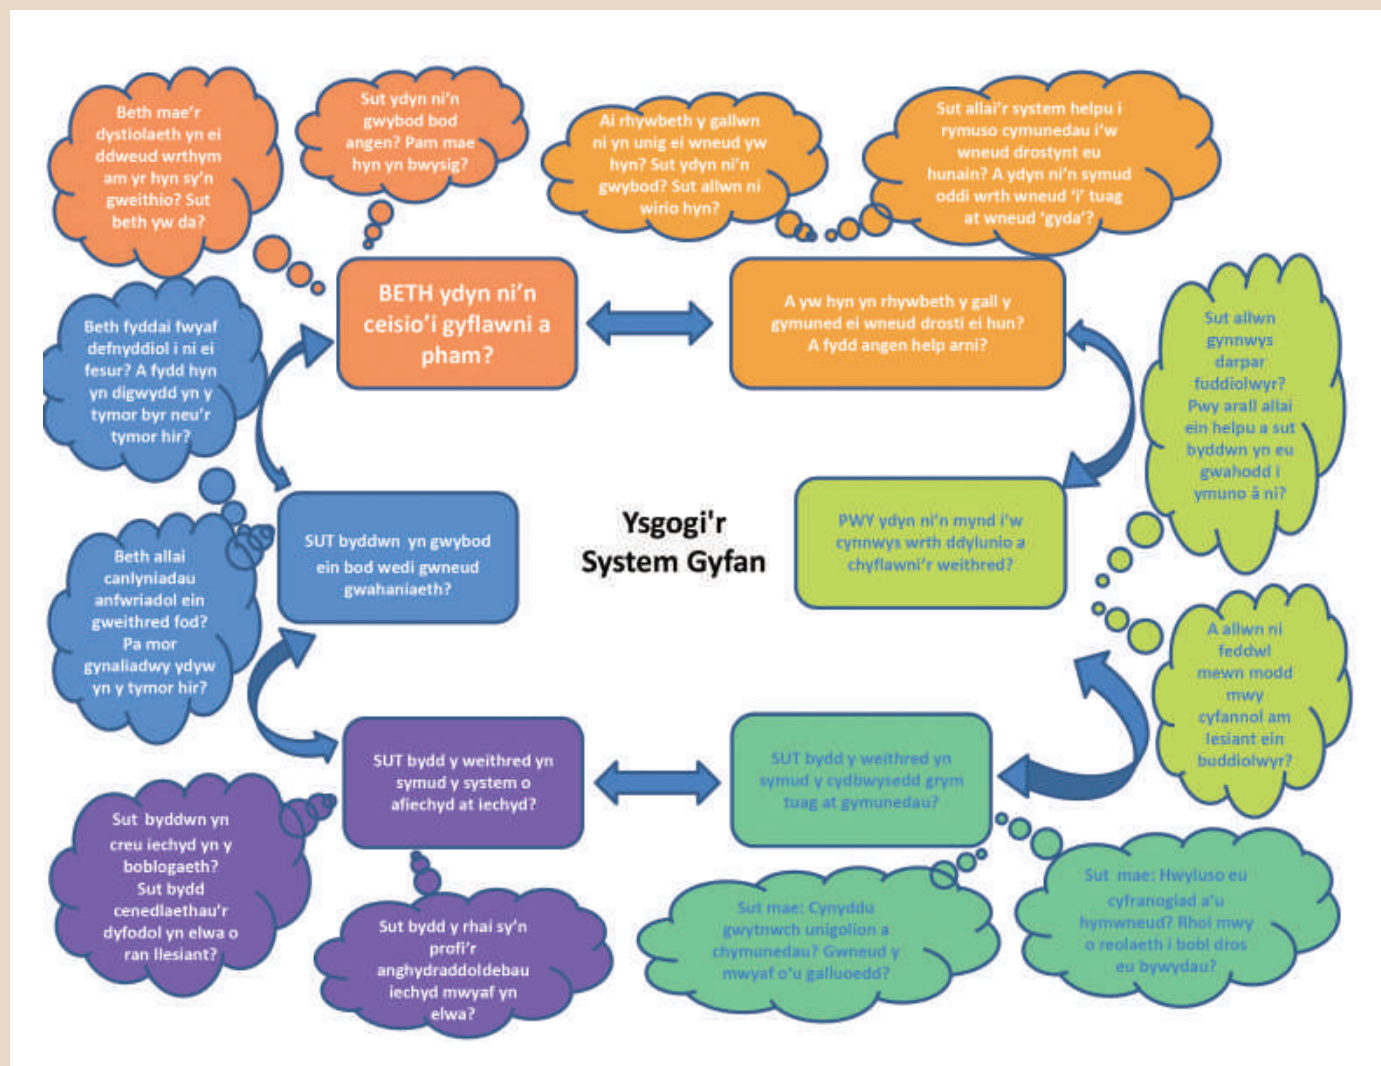 Beth mae'r
dystiolaeth yn ei
ddweud wrthym
am yr hyn sy'n
gweithio? Sut
beth yw da?
Sut ydyn ni'n
gwybod bod
angen? Pam mae
hyn yn bwysig?
Ai rhywbeth y gallwn
ni yn unig ei wneud yw
hyn? Sut ydyn ni'n
gwybod? Sut allwn ni
wirio hyn?
Sut allai'r system helpu i
rymuso cymunedau i'w
wneud drostynt eu
hunain? A ydyn ni'n symud
oddi wrth wneud 'i' tuag
at wneud 'gyda'?
BETH ydyn ni'n
ceisio'i gyflawni a
pham?
A yw hyn yn rhywbeth y gall y
gymuned ei wneud drosti ei hun?
A fydd angen help arni?
Beth fyddai fwyaf
defnyddiol i ni ei
fesur? A fydd hyn
yn digwydd yn y
tymor byr neu'r
tymor hir?
Sut allwn
gynnwys
darpar
fuddiolwyr?
Pwy arall allai
ein helpu a sut
byddwn yn eu
gwahodd i
ymuno â ni?
SUT byddwn yn gwybod
ein bod wedi gwneud
gwahaniaeth?
Ysgogi'r
System Gyfan
PWY ydyn ni'n mynd i'w
cynnwys wrth ddylunio a
chyflawni'r weithred?
Beth allai
canlyniadau
anfwriadol ein
gweithred fod?
Pa mor
gynaliadwy ydyw
yn y tymor hir?
A allwn ni
feddwl
mewn modd
mwy
cyfannol am
lesiant ein
buddiolwyr?
SUT bydd y weithred yn
symud y system o
afiechyd at iechyd?
SUT bydd y weithred yn
symud y cydbwysedd grym
tuag at gymunedau?
Sut byddwn yn
creu iechyd yn y
boblogaeth?
Sut bydd
cenedlaethau'r
dyfodol yn elwa o
ran llesiant?
Sut bydd y rhai sy'n
profi'r
anghydraddoldebau
iechyd mwyaf yn
elwa?
Sut mae: Cynyddu
gwytnwch unigolion a
chymunedau? Gwneud y
mwyaf o'u galluoedd?
Sut mae: Hwyluso eu
cyfranogiad a'u
hymwneud? Rhoi mwy
o reolaeth i bobl dros
eu bywydau?